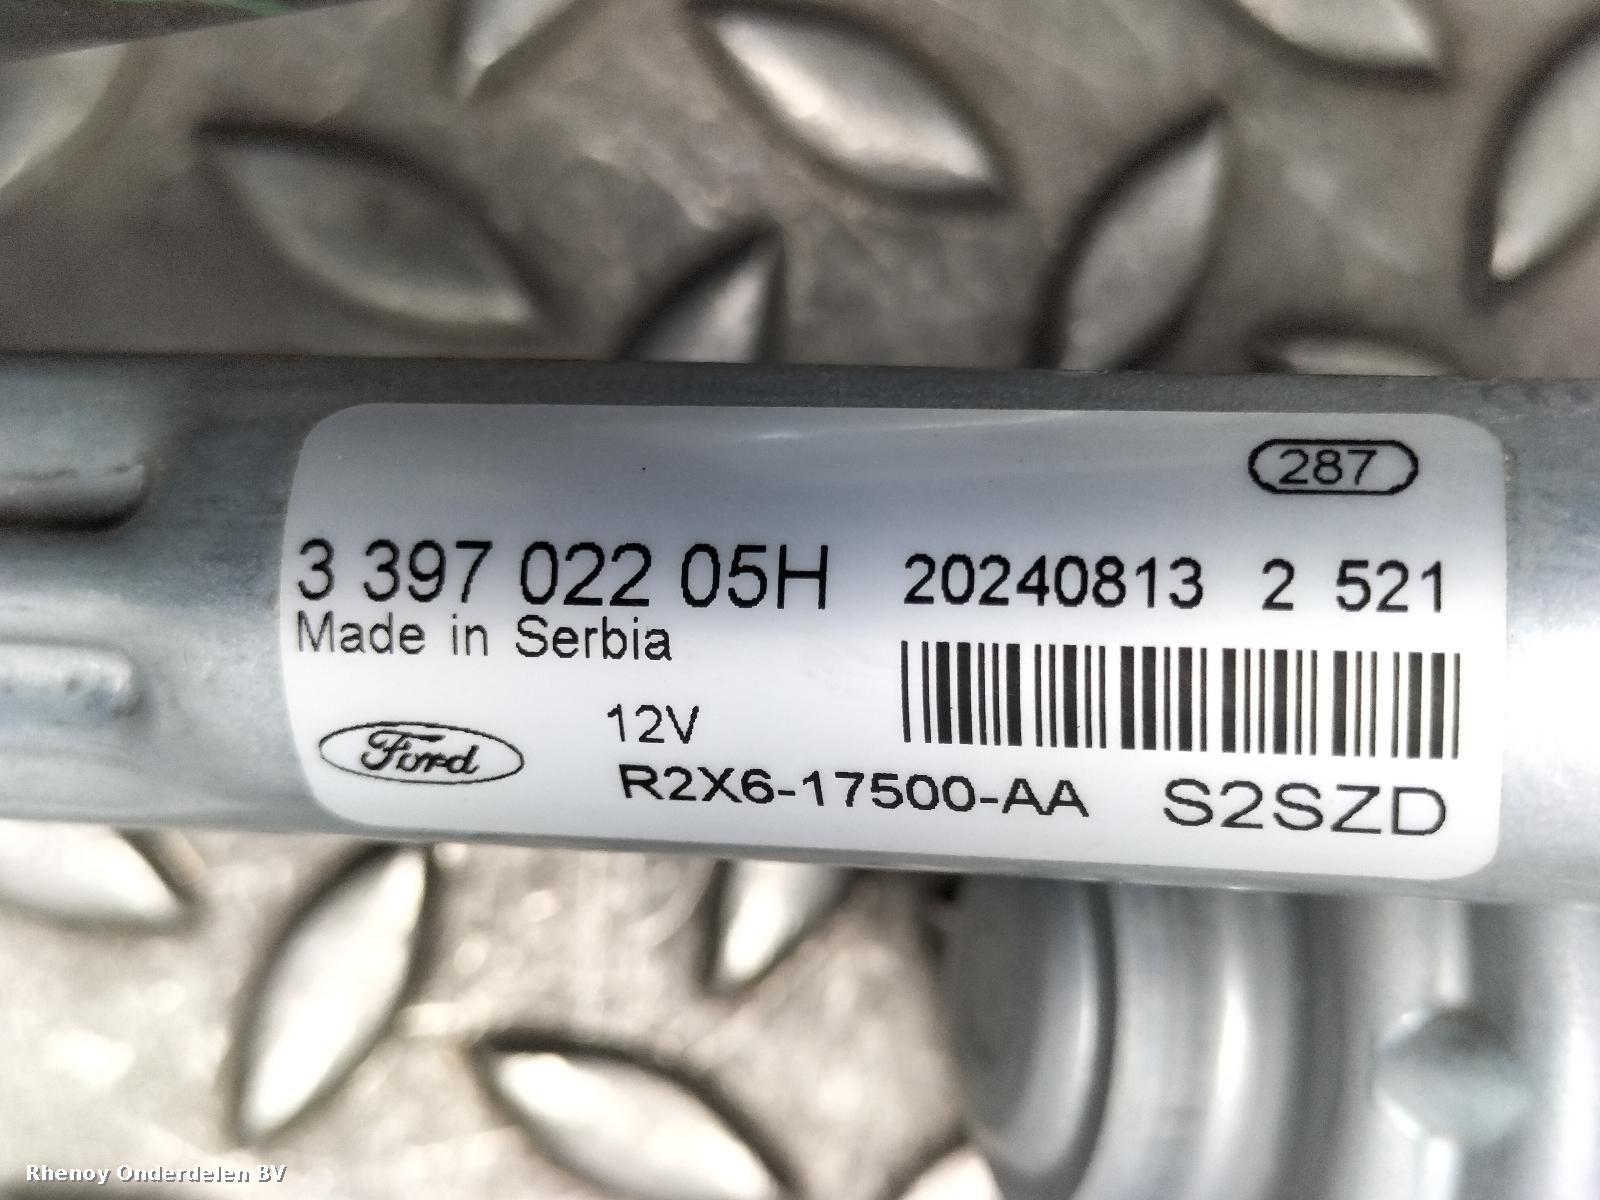 287
3 397 022 05H 20240813 2 521
Made in Serbia
12V
Ford
R2X6-17500-AA S2SZD
Rhenoy Onderdelen BV